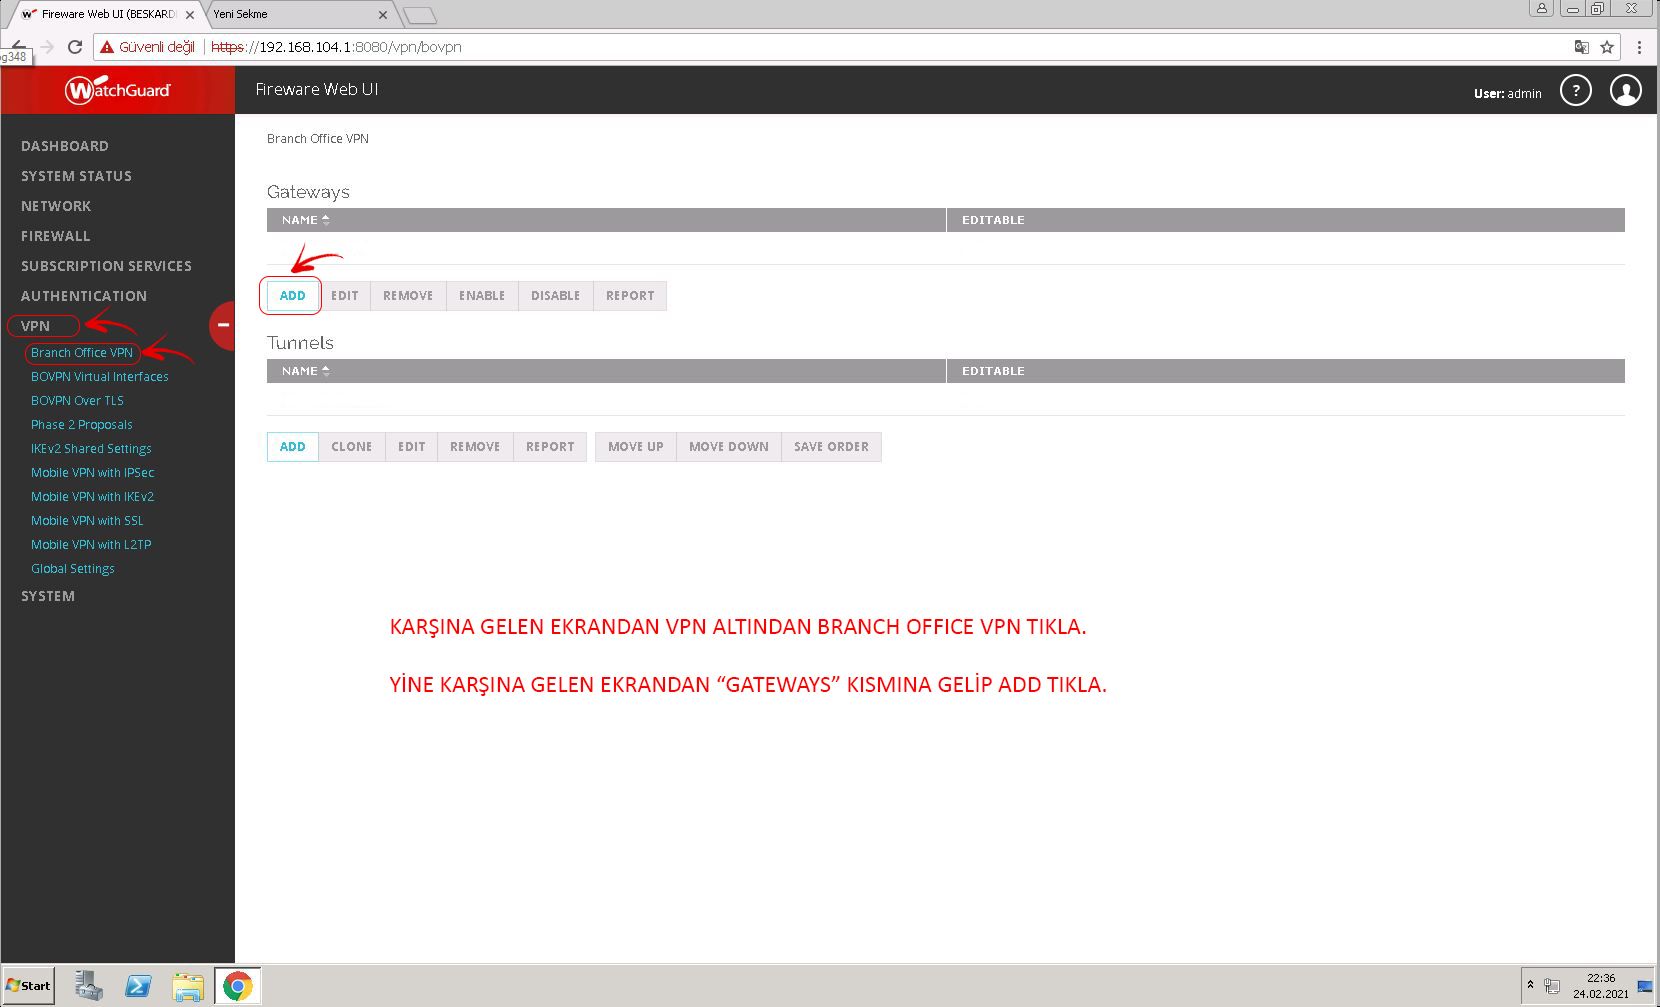 Fireware Web UI (BESKARD
Yeni Sekme
Güvenli değil
https://192.168.104.1:8080/vpn/bovpn
g348
WatchGuard
Fireware Web UI
User: admin
?
DASHBOARD
SYSTEM STATUS
NETWORK
FIREWALL
SUBSCRIPTION SERVICES
AUTHENTICATION
VPN
Branch Office VPN
BOVPN Virtual Interfaces
BOVPN Over TLS
Phase 2 Proposals
IKEv2 Shared Settings
Mobile VPN with IPSec
Mobile VPN with IKEv2
Mobile VPN with SSL
Mobile VPN with L2TP
Global Settings
SYSTEM
Branch Office VPN
Gateways
NAME EDITABLE
ADD EDIT REMOVE ENABLE DISABLE REPORT
Tunnels
NAME EDITABLE
ADD CLONE EDIT REMOVE REPORT MOVE UP MOVE DOWN SAVE ORDER
KARŞINA GELEN EKRANDAN VPN ALTINDAN BRANCH OFFICE VPN TIKLA.
YİNE KARŞINA GELEN EKRANDAN “GATEWAYS” KISMINA GELİP ADD TIKLA.
Start
22:36
24.02.2021